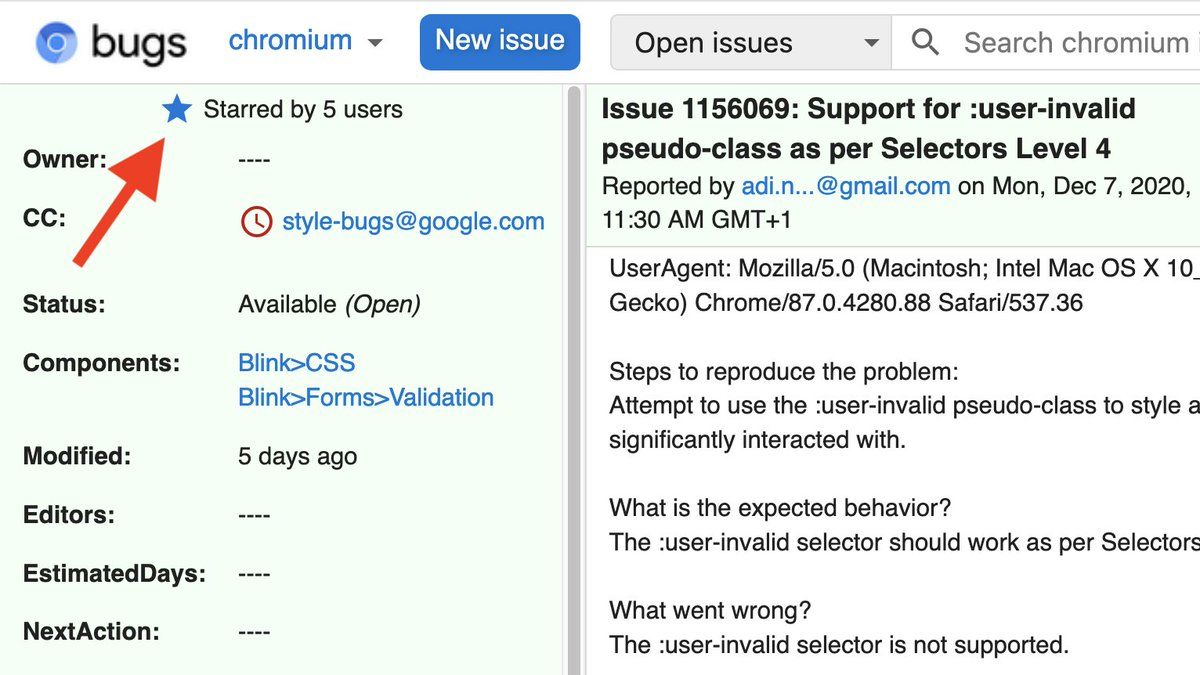 bugs chromium New issue Open issues Search chromium
Starred by 5 users
Owner: ----
CC: style-bugs@google.com
Status: Available (Open)
Components: Blink>CSS
Blink>Forms>Validation
Modified: 5 days ago
Editors: ----
EstimatedDays: ----
NextAction: ----
Issue 1156069: Support for :user-invalid
pseudo-class as per Selectors Level 4
Reported by adi.n...@gmail.com on Mon, Dec 7, 2020,
11:30 AM GMT+1
UserAgent: Mozilla/5.0 (Macintosh; Intel Mac OS X 10_
Gecko) Chrome/87.0.4280.88 Safari/537.36
Steps to reproduce the problem:
Attempt to use the :user-invalid pseudo-class to style a
significantly interacted with.
What is the expected behavior?
The :user-invalid selector should work as per Selectors
What went wrong?
The :user-invalid selector is not supported.